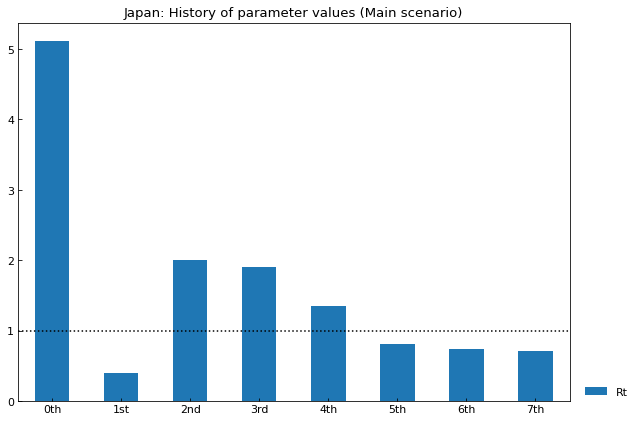 Japan: History of parameter values (Main scenario)
5
4
3
2
1
0
0th 1st 2nd 3rd 4th 5th 6th 7th
Rt